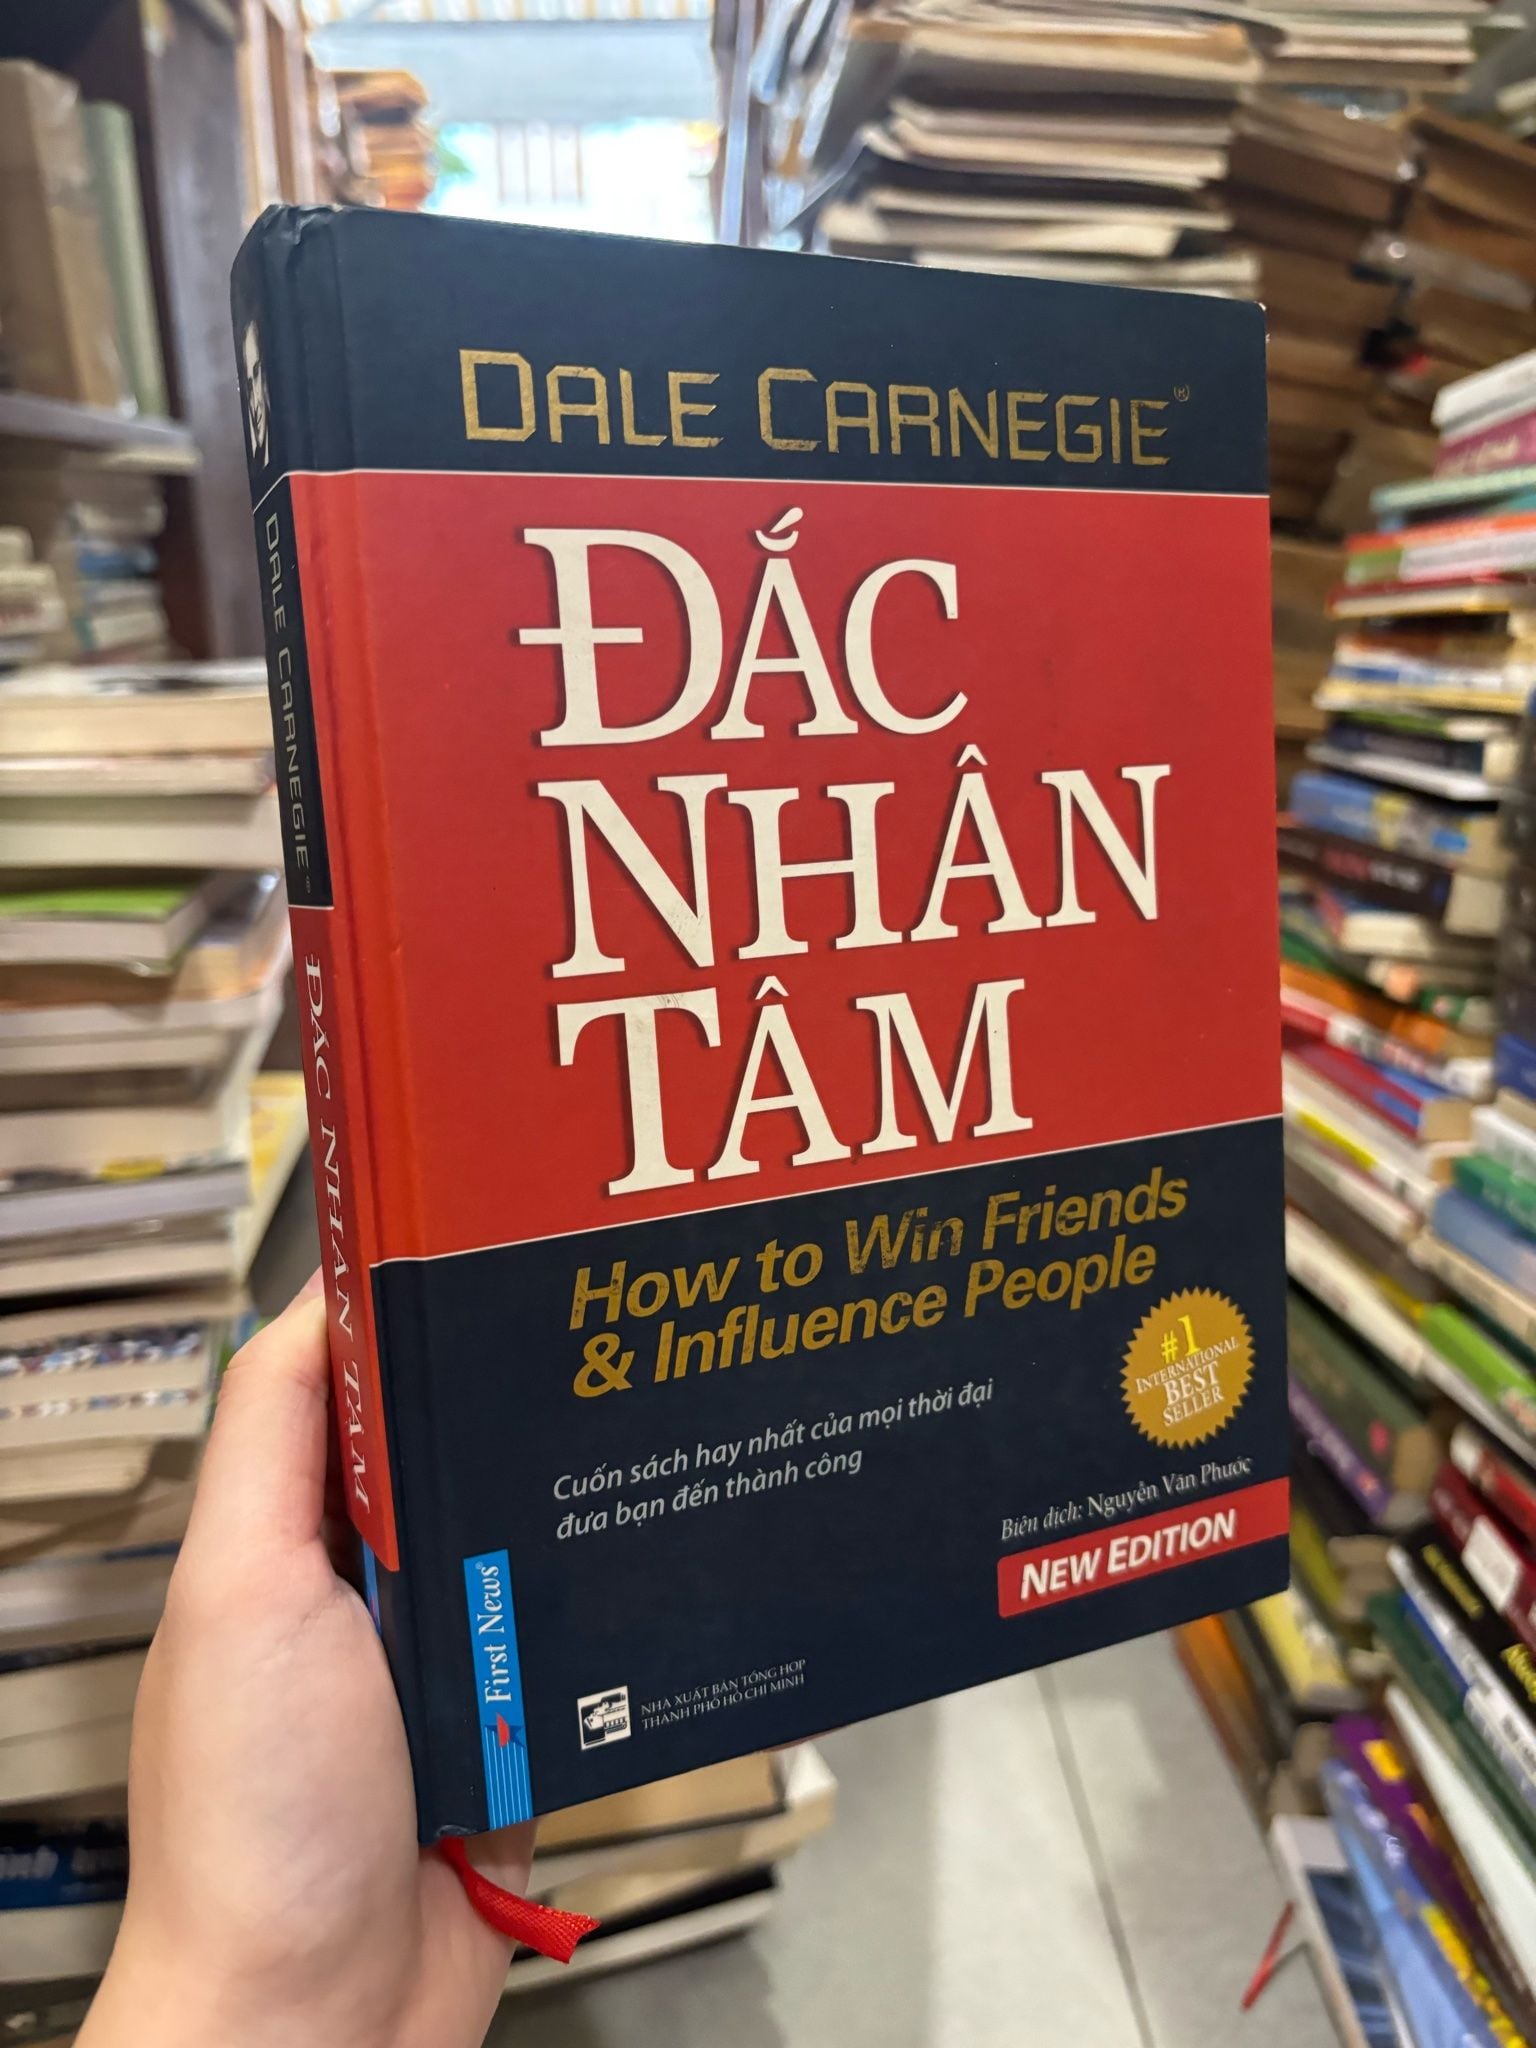 DALE CARNEGIE®
ĐẮC
NHÂN
TÂM
How to Win Friends
& Influence People
#1
INTERNATIONAL
BEST
SELLER
Cuốn sách hay nhất của mọi thời đại
đưa bạn đến thành công
Biên dịch: Nguyễn Văn Phước
NEW EDITION
First News®
NHÀ XUẤT BẢN TỔNG HỢP
THÀNH PHỐ HỒ CHÍ MINH
DALE CARNEGIE®
ĐẮC NHÂN TÂM